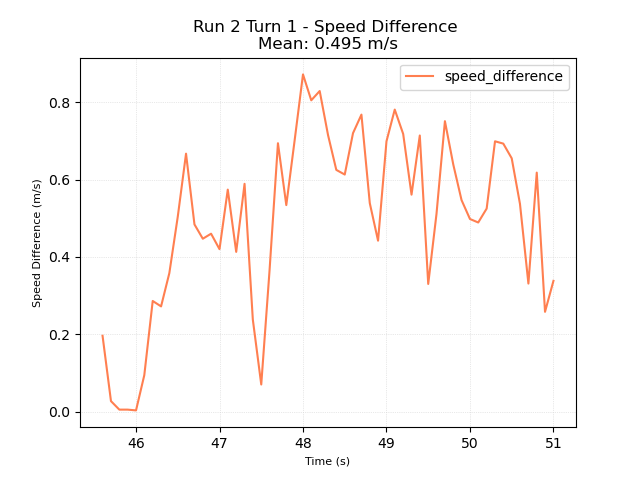 Run 2 Turn 1 - Speed Difference
Mean: 0.495 m/s
speed_difference
0.8
0.6
0.4
0.2
0.0
Speed Difference (m/s)
46 47 48 49 50 51
Time (s)